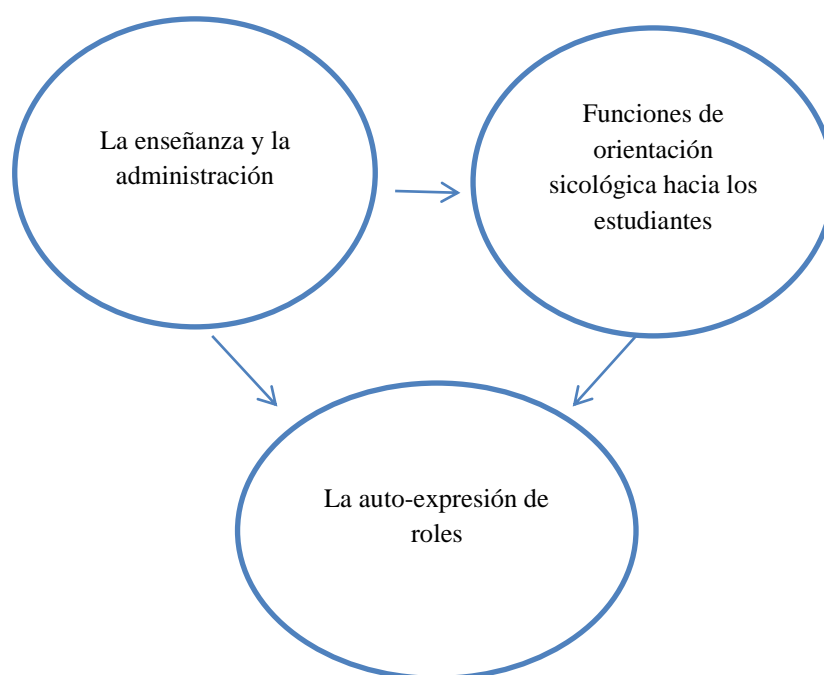 La enseñanza y la
administración
Funciones de
orientación
sicológica hacia los
estudiantes
La auto-expresión de
roles